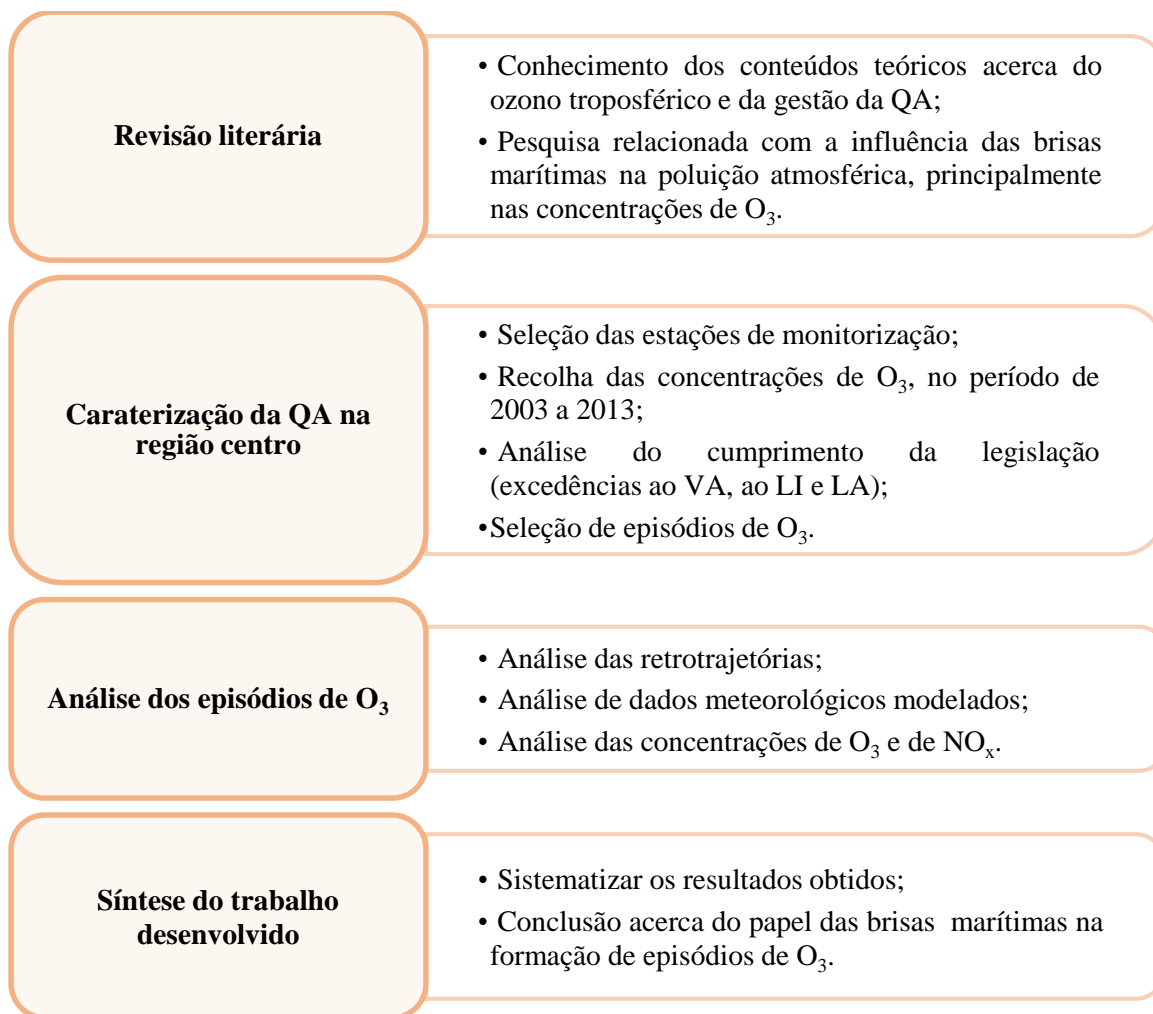 Revisão literária
• Conhecimento dos conteúdos teóricos acerca do
ozono troposférico e da gestão da QA;
• Pesquisa relacionada com a influência das brisas
marítimas na poluição atmosférica, principalmente
nas concentrações de O₃.
Caraterização da QA na
região centro
• Seleção das estações de monitorização;
• Recolha das concentrações de O₃, no período de
2003 a 2013;
• Análise do cumprimento da legislação
(excedências ao VA, ao LI e LA);
•Seleção de episódios de O₃.
Análise dos episódios de O₃
• Análise das retrotrajetórias;
• Análise de dados meteorológicos modelados;
• Análise das concentrações de O₃ e de NOₓ.
Síntese do trabalho
desenvolvido
• Sistematizar os resultados obtidos;
• Conclusão acerca do papel das brisas marítimas na
formação de episódios de O₃.